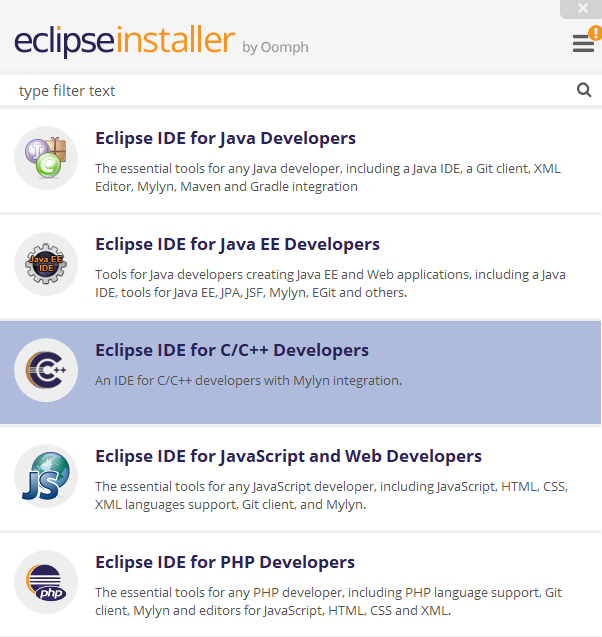 eclipseinstaller by Oomph
!
type filter text
Eclipse IDE for Java Developers
The essential tools for any Java developer, including a Java IDE, a Git client, XML
Editor, Mylyn, Maven and Gradle integration
Java EE
IDE
Eclipse IDE for Java EE Developers
Tools for Java developers creating Java EE and Web applications, including a Java
IDE, tools for Java EE, JPA, JSF, Mylyn, EGit and others.
C++
Eclipse IDE for C/C++ Developers
An IDE for C/C++ developers with Mylyn integration.
JS
Eclipse IDE for JavaScript and Web Developers
The essential tools for any JavaScript developer, including JavaScript, HTML, CSS,
XML languages support, Git client, and Mylyn.
php
Eclipse IDE for PHP Developers
The essential tools for any PHP developer, including PHP language support, Git
client, Mylyn and editors for JavaScript, HTML, CSS and XML.